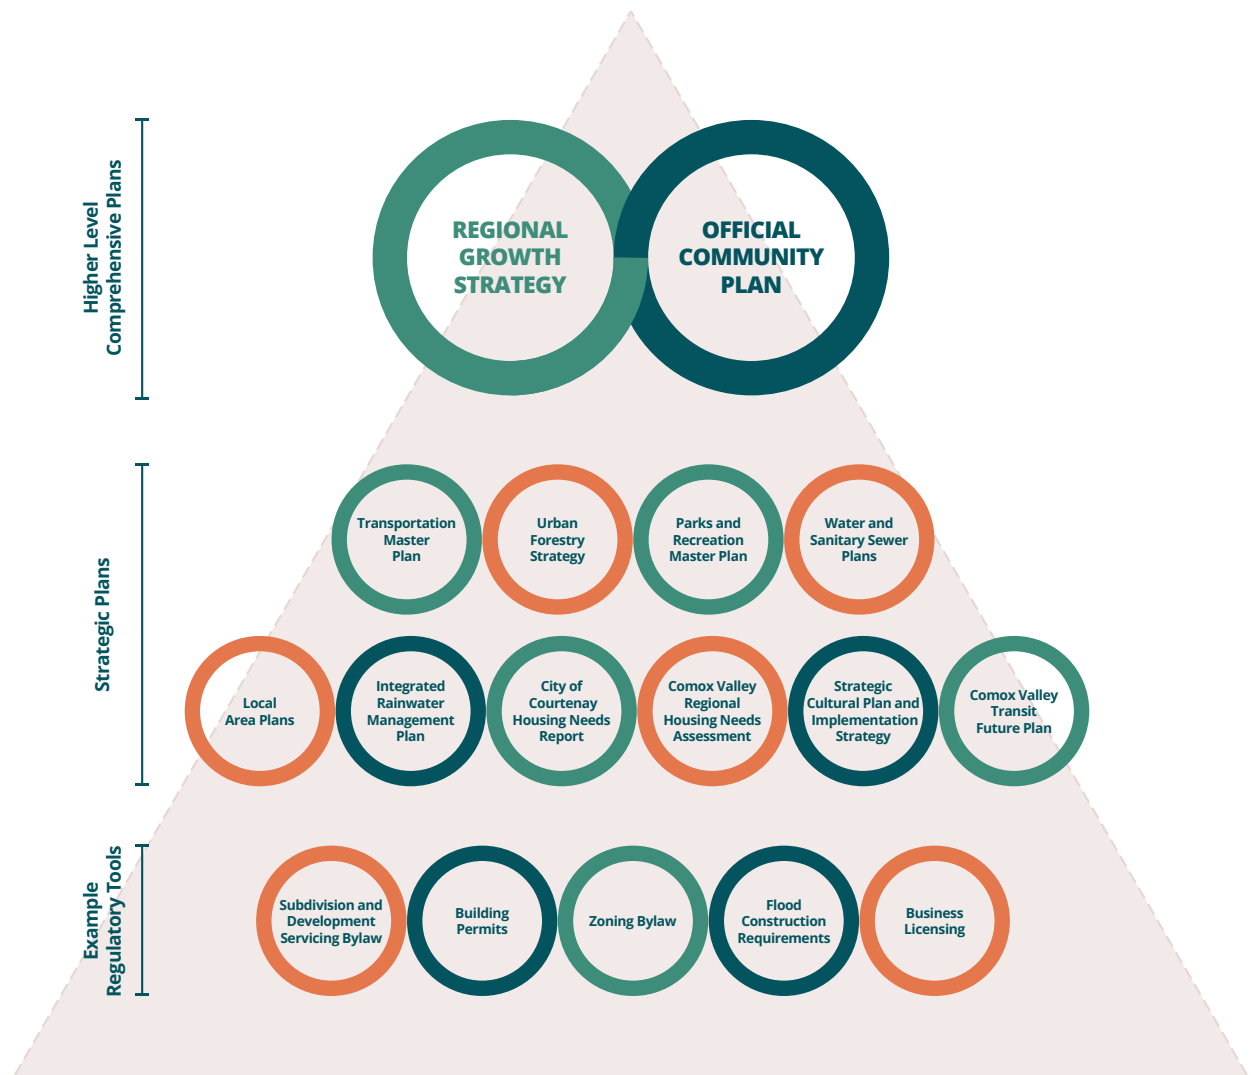 Higher Level
Comprehensive Plans
REGIONAL
GROWTH
STRATEGY
OFFICIAL
COMMUNITY
PLAN
Strategic Plans
Transportation
Master
Plan
Urban
Forestry
Strategy
Parks and
Recreation
Master Plan
Water and
Sanitary Sewer
Plans
Local
Area Plans
Integrated
Rainwater
Management
Plan
City of
Courtenay
Housing Needs
Report
Comox Valley
Regional
Housing Needs
Assessment
Strategic
Cultural Plan and
Implementation
Strategy
Comox Valley
Transit
Future Plan
Example
Regulatory Tools
Subdivision and
Development
Servicing Bylaw
Building
Permits
Zoning Bylaw
Flood
Construction
Requirements
Business
Licensing